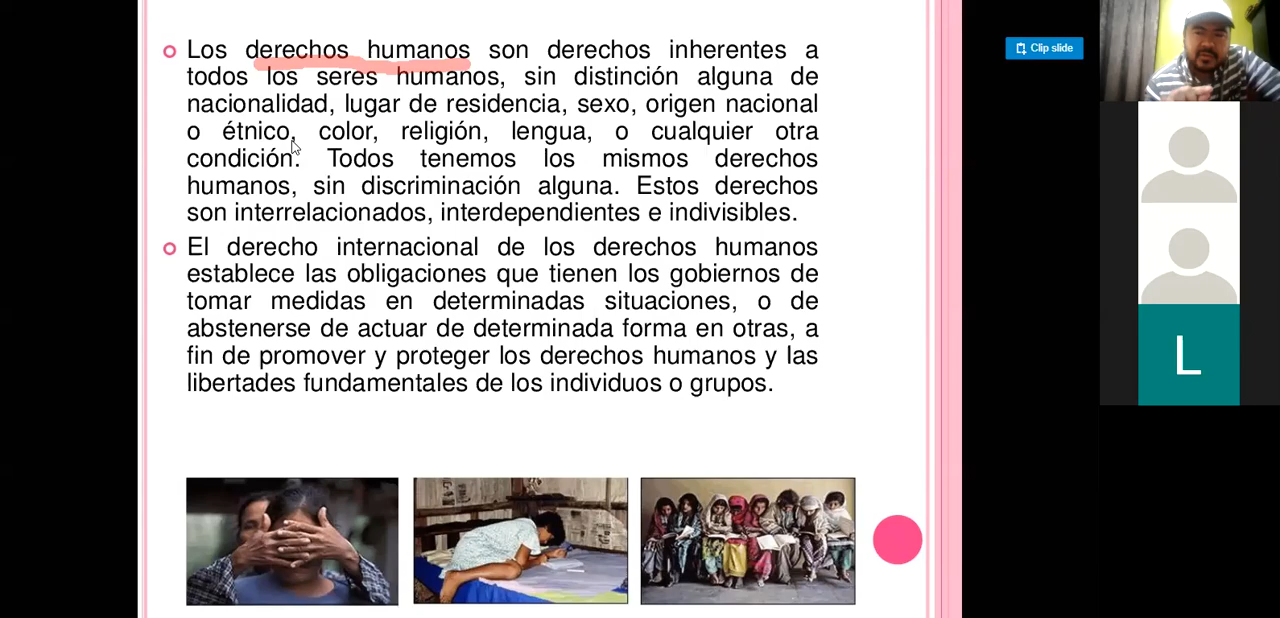 Los derechos humanos son derechos inherentes a
todos los seres humanos, sin distinción alguna de
nacionalidad, lugar de residencia, sexo, origen nacional
o étnico, color, religión, lengua, o cualquier otra
condición. Todos tenemos los mismos derechos
humanos, sin discriminación alguna. Estos derechos
son interrelacionados, interdependientes e indivisibles.
El derecho internacional de los derechos humanos
establece las obligaciones que tienen los gobiernos de
tomar medidas en determinadas situaciones, o de
abstenerse de actuar de determinada forma en otras, a
fin de promover y proteger los derechos humanos y las
libertades fundamentales de los individuos o grupos.
Clip slide
L